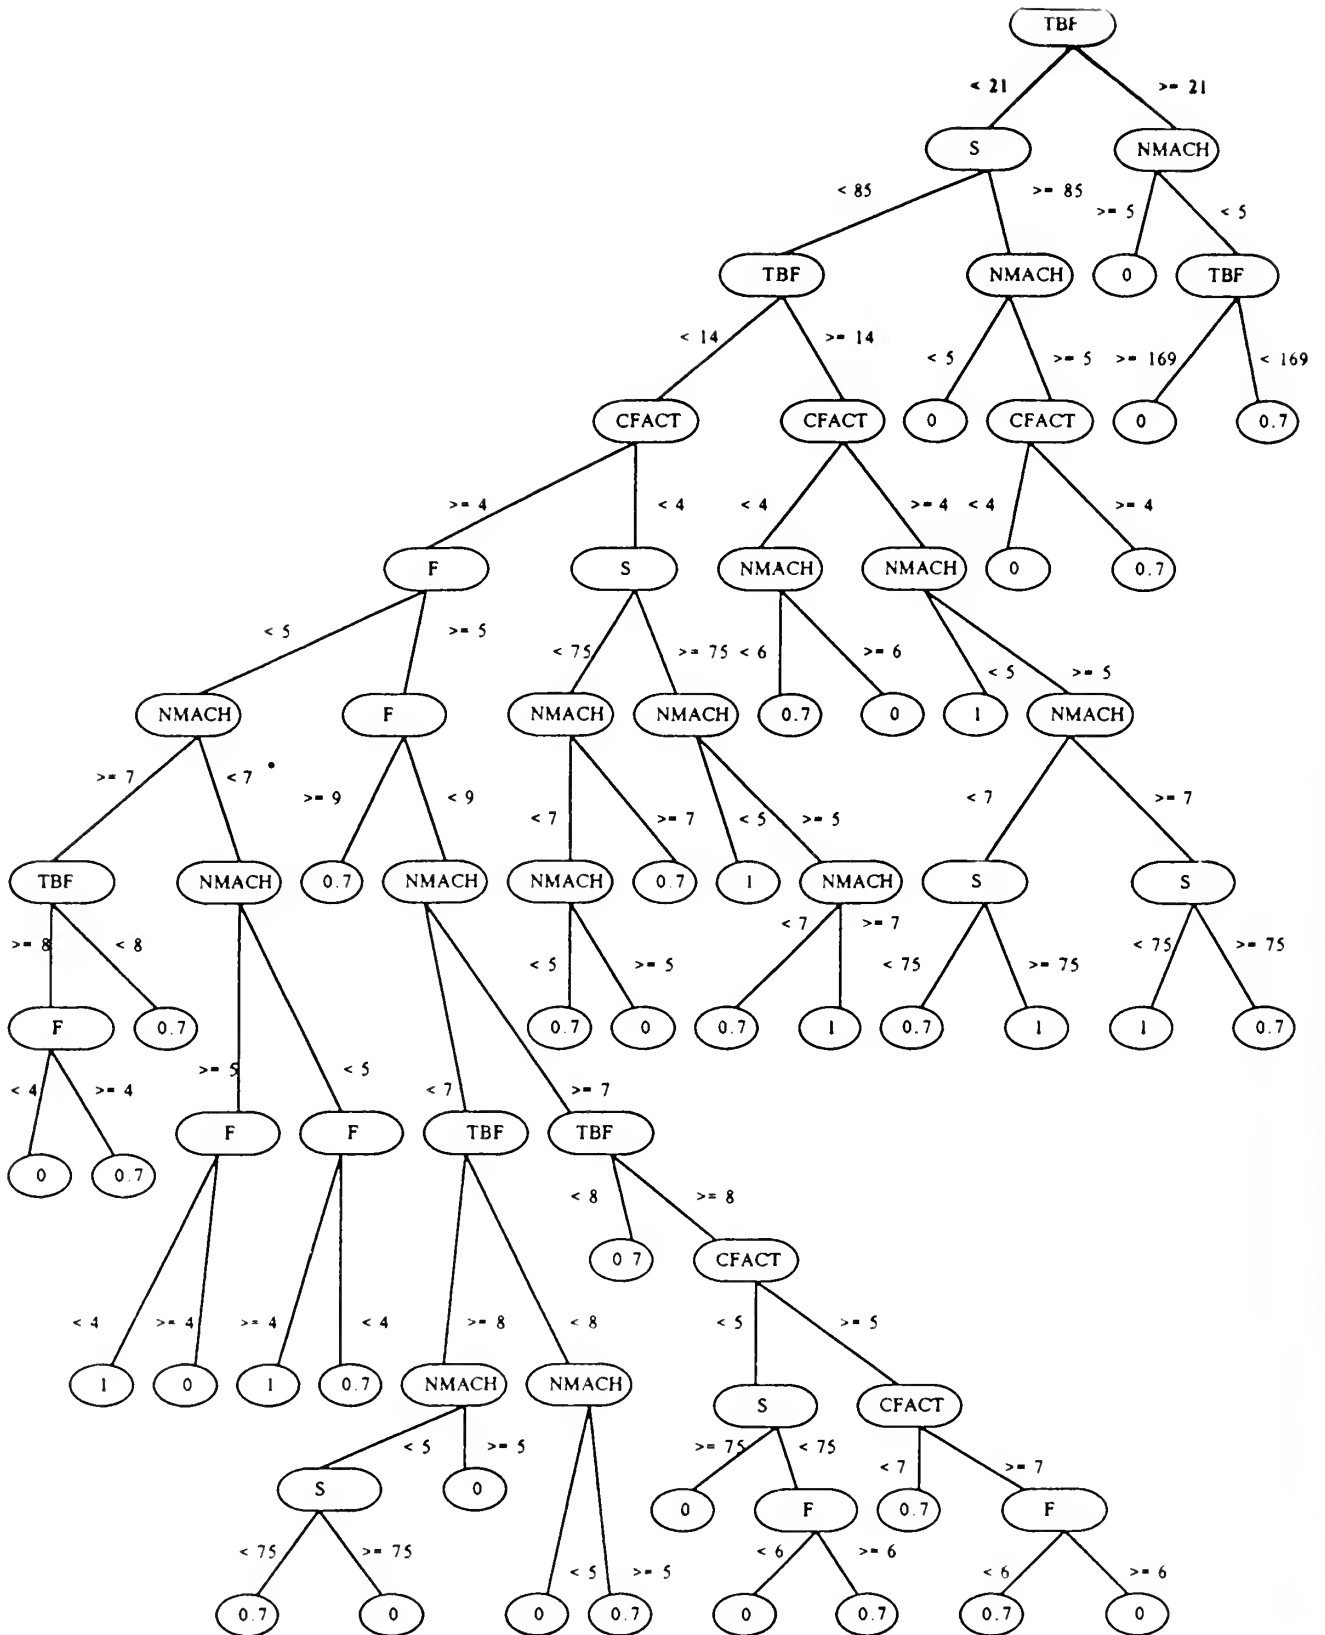 TBF
< 21 >= 21
S NMACH
< 85 >= 85 >= 5 < 5
TBF NMACH 0 TBF
< 14 >= 14 < 5 >= 5 >= 169 < 169
CFACT CFACT 0 CFACT 0 0.7
>= 4 < 4 < 4 >= 4 < 4 >= 4
F S NMACH NMACH 0 0.7
< 5 >= 5 < 75 >= 75 < 6 >= 6 < 5 >= 5
NMACH F NMACH NMACH 0.7 0 1 NMACH
>= 7 < 7 >= 9 < 9 < 7 >= 7 < 5 >= 5 < 7 >= 7
TBF NMACH 0.7 NMACH NMACH 0.7 1 NMACH S S
>= 8 < 8 < 5 >= 5 < 7 >= 7 < 75 >= 75 < 75 >= 75
F 0.7 0.7 0 0.7 1 0.7 1 1 0.7
< 4 >= 4 >= 5 < 5 < 7 >= 7
F F TBF TBF
0 0.7
< 8 >= 8
0 7 CFACT
< 4 >= 4 >= 4 < 4 >= 8 < 8 < 5 >= 5
1 0 1 0.7 NMACH NMACH S CFACT
< 5 >= 5 >= 75 < 75 < 7 >= 7
S 0 0 F 0.7 F
< 75 >= 75 < 5 >= 5 < 6 >= 6 < 6 >= 6
0.7 0 0 0.7 0 0.7 0.7 0